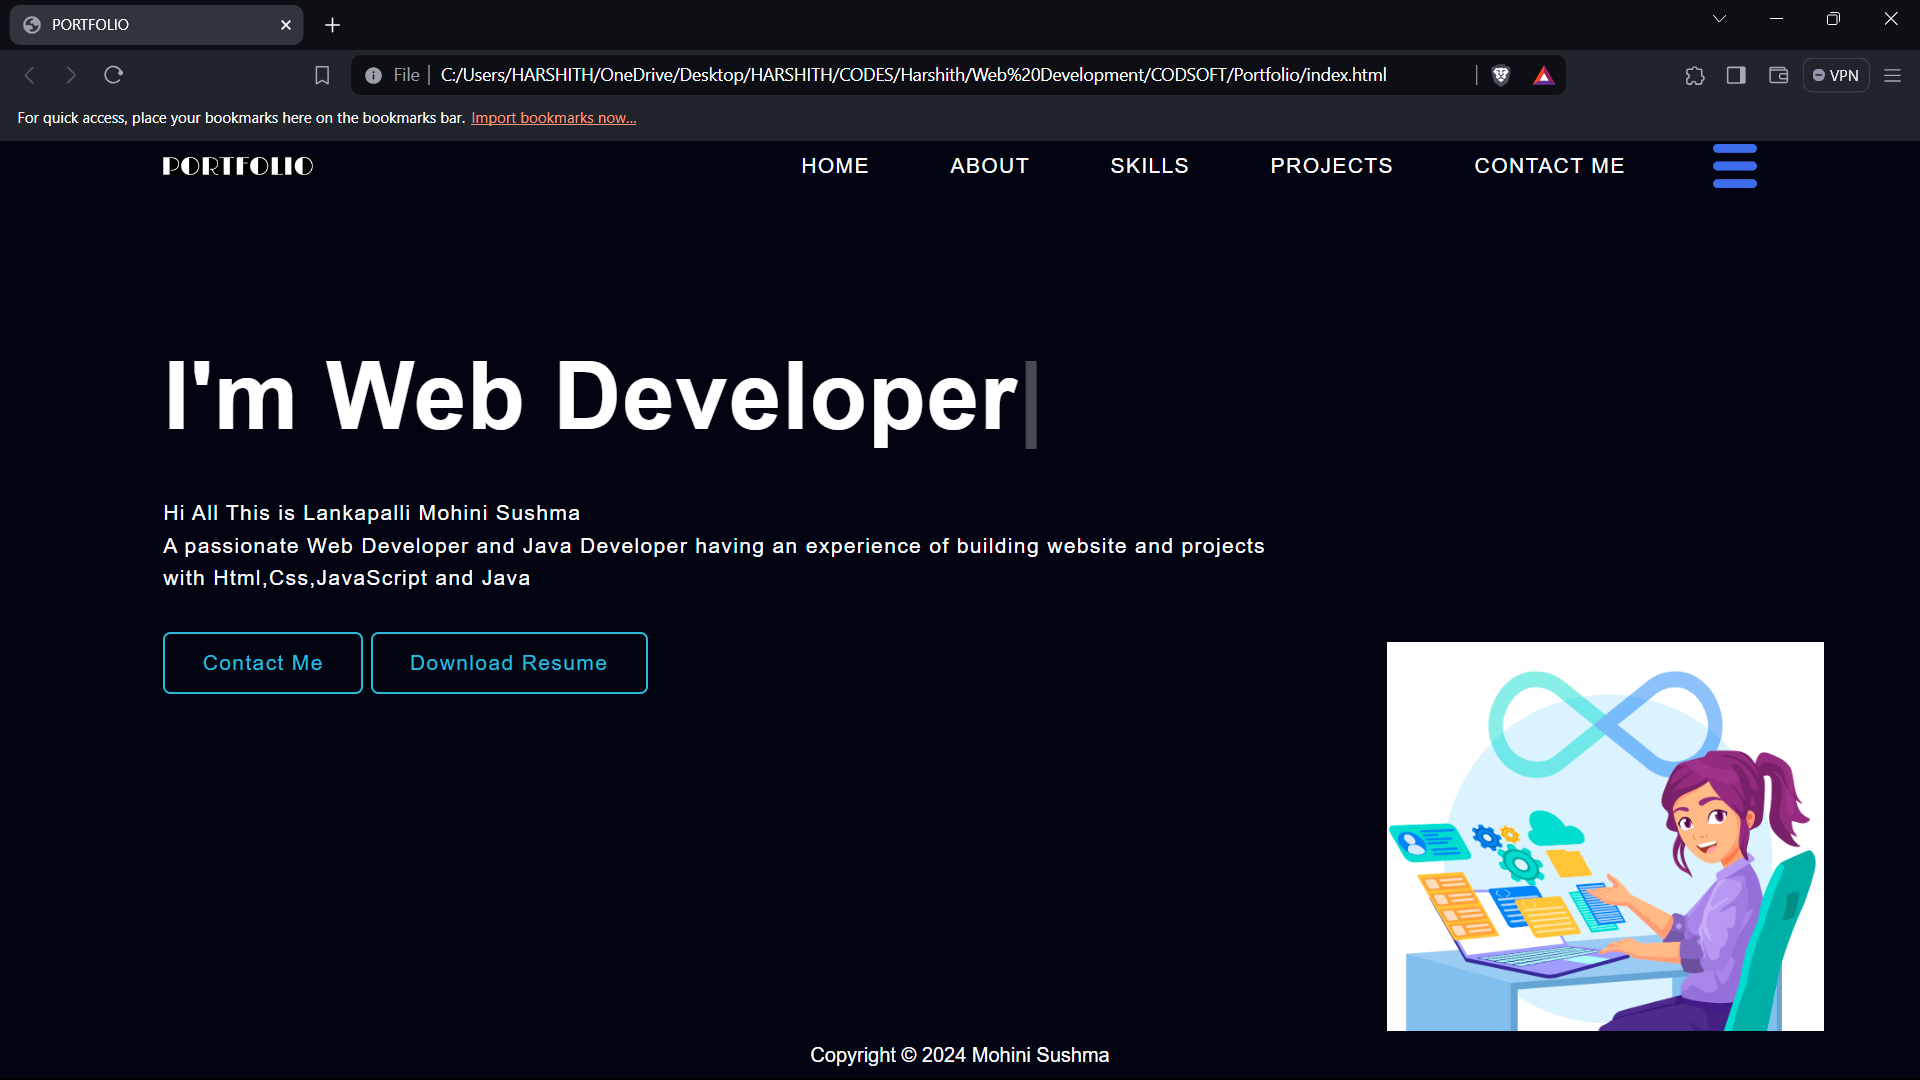 PORTFOLIO
File
C:/Users/HARSHITH/OneDrive/Desktop/HARSHITH/CODES/Harshith/Web%20Development/CODSOFT/Portfolio/index.html
VPN
For quick access, place your bookmarks here on the bookmarks bar. Import bookmarks now...
PORTFOLIO HOME ABOUT SKILLS PROJECTS CONTACT ME
I'm Web Developer
Hi All This is Lankapalli Mohini Sushma
A passionate Web Developer and Java Developer having an experience of building website and projects
with Html,Css,JavaScript and Java
Contact Me Download Resume
Copyright © 2024 Mohini Sushma